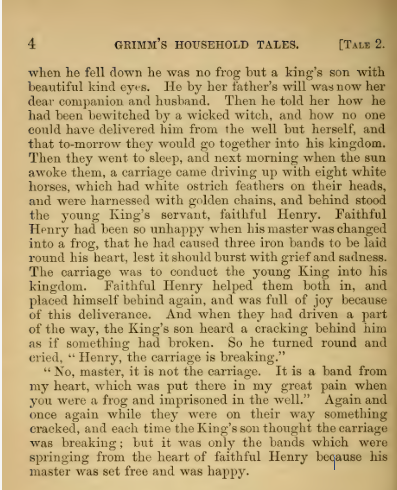 4 GRIMM'S HOUSEHOLD TALES. [TALE 2.
when he fell down he was no frog but a king's son with
beautiful kind eyes. He by her father's will was now her
dear companion and husband. Then he told her how he
had been bewitched by a wicked witch, and how no one
could have delivered him from the well but herself, and
that to-morrow they would go together into his kingdom.
Then they went to sleep, and next morning when the sun
awoke them, a carriage came driving up with eight white
horses, which had white ostrich feathers on their heads,
and were harnessed with golden chains, and behind stood
the young King's servant, faithful Henry. Faithful
Henry had been so unhappy when his master was changed
into a frog, that he had caused three iron bands to be laid
round his heart, lest it should burst with grief and sadness.
The carriage was to conduct the young King into his
kingdom. Faithful Henry helped them both in, and
placed himself behind again, and was full of joy because
of this deliverance. And when they had driven a part
of the way, the King's son heard a cracking behind him
as if something had broken. So he turned round and
cried, "Henry, the carriage is breaking."
"No, master, it is not the carriage. It is a band from
my heart, which was put there in my great pain when
you were a frog and imprisoned in the well." Again and
once again while they were on their way something
cracked, and each time the King's son thought the carriage
was breaking; but it was only the bands which were
springing from the heart of faithful Henry because his
master was set free and was happy.